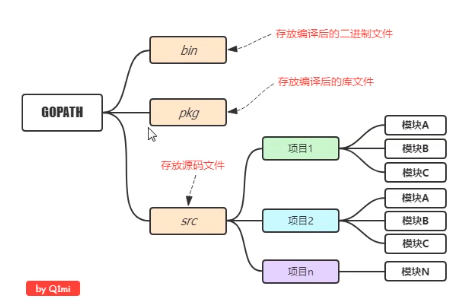 存放编译后的二进制文件
bin
存放编译后的库文件
GOPATH
pkg
模块A
项目1
模块B
模块C
存放源码文件
模块A
src
项目2
模块B
模块C
项目n
模块N
by QImi